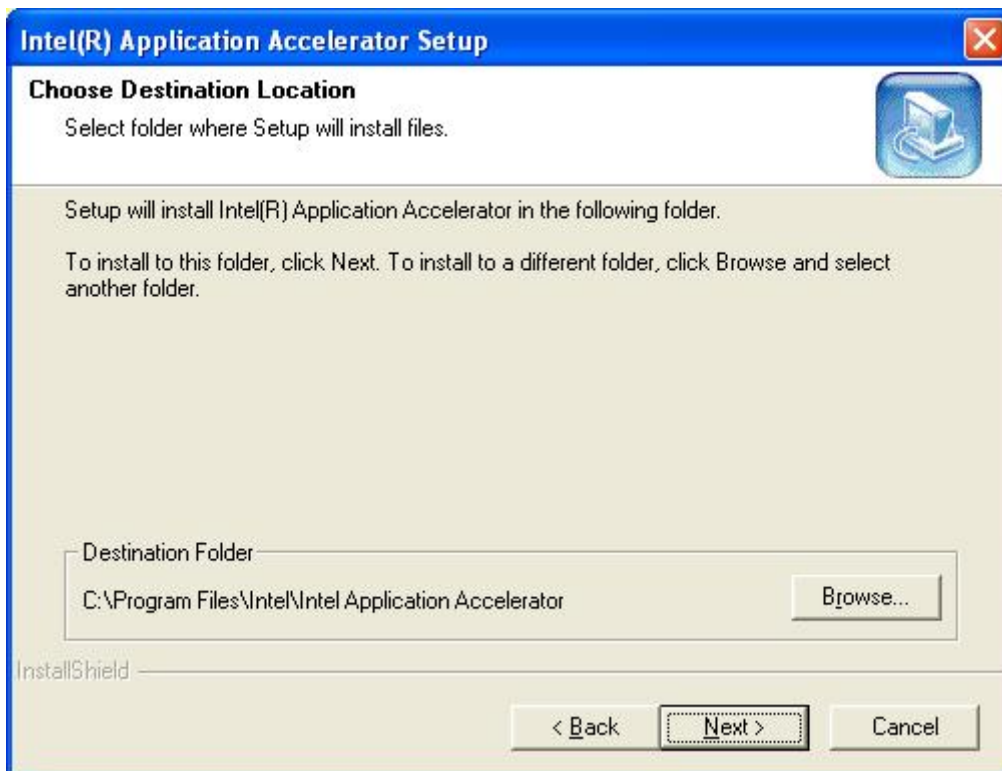 Intel(R) Application Accelerator Setup
Choose Destination Location
Select folder where Setup will install files.
Setup will install Intel(R) Application Accelerator in the following folder.
To install to this folder, click Next. To install to a different folder, click Browse and select
another folder.
Destination Folder
C:\Program Files\Intel\Intel Application Accelerator
Browse...
InstallShield
< Back
Next >
Cancel